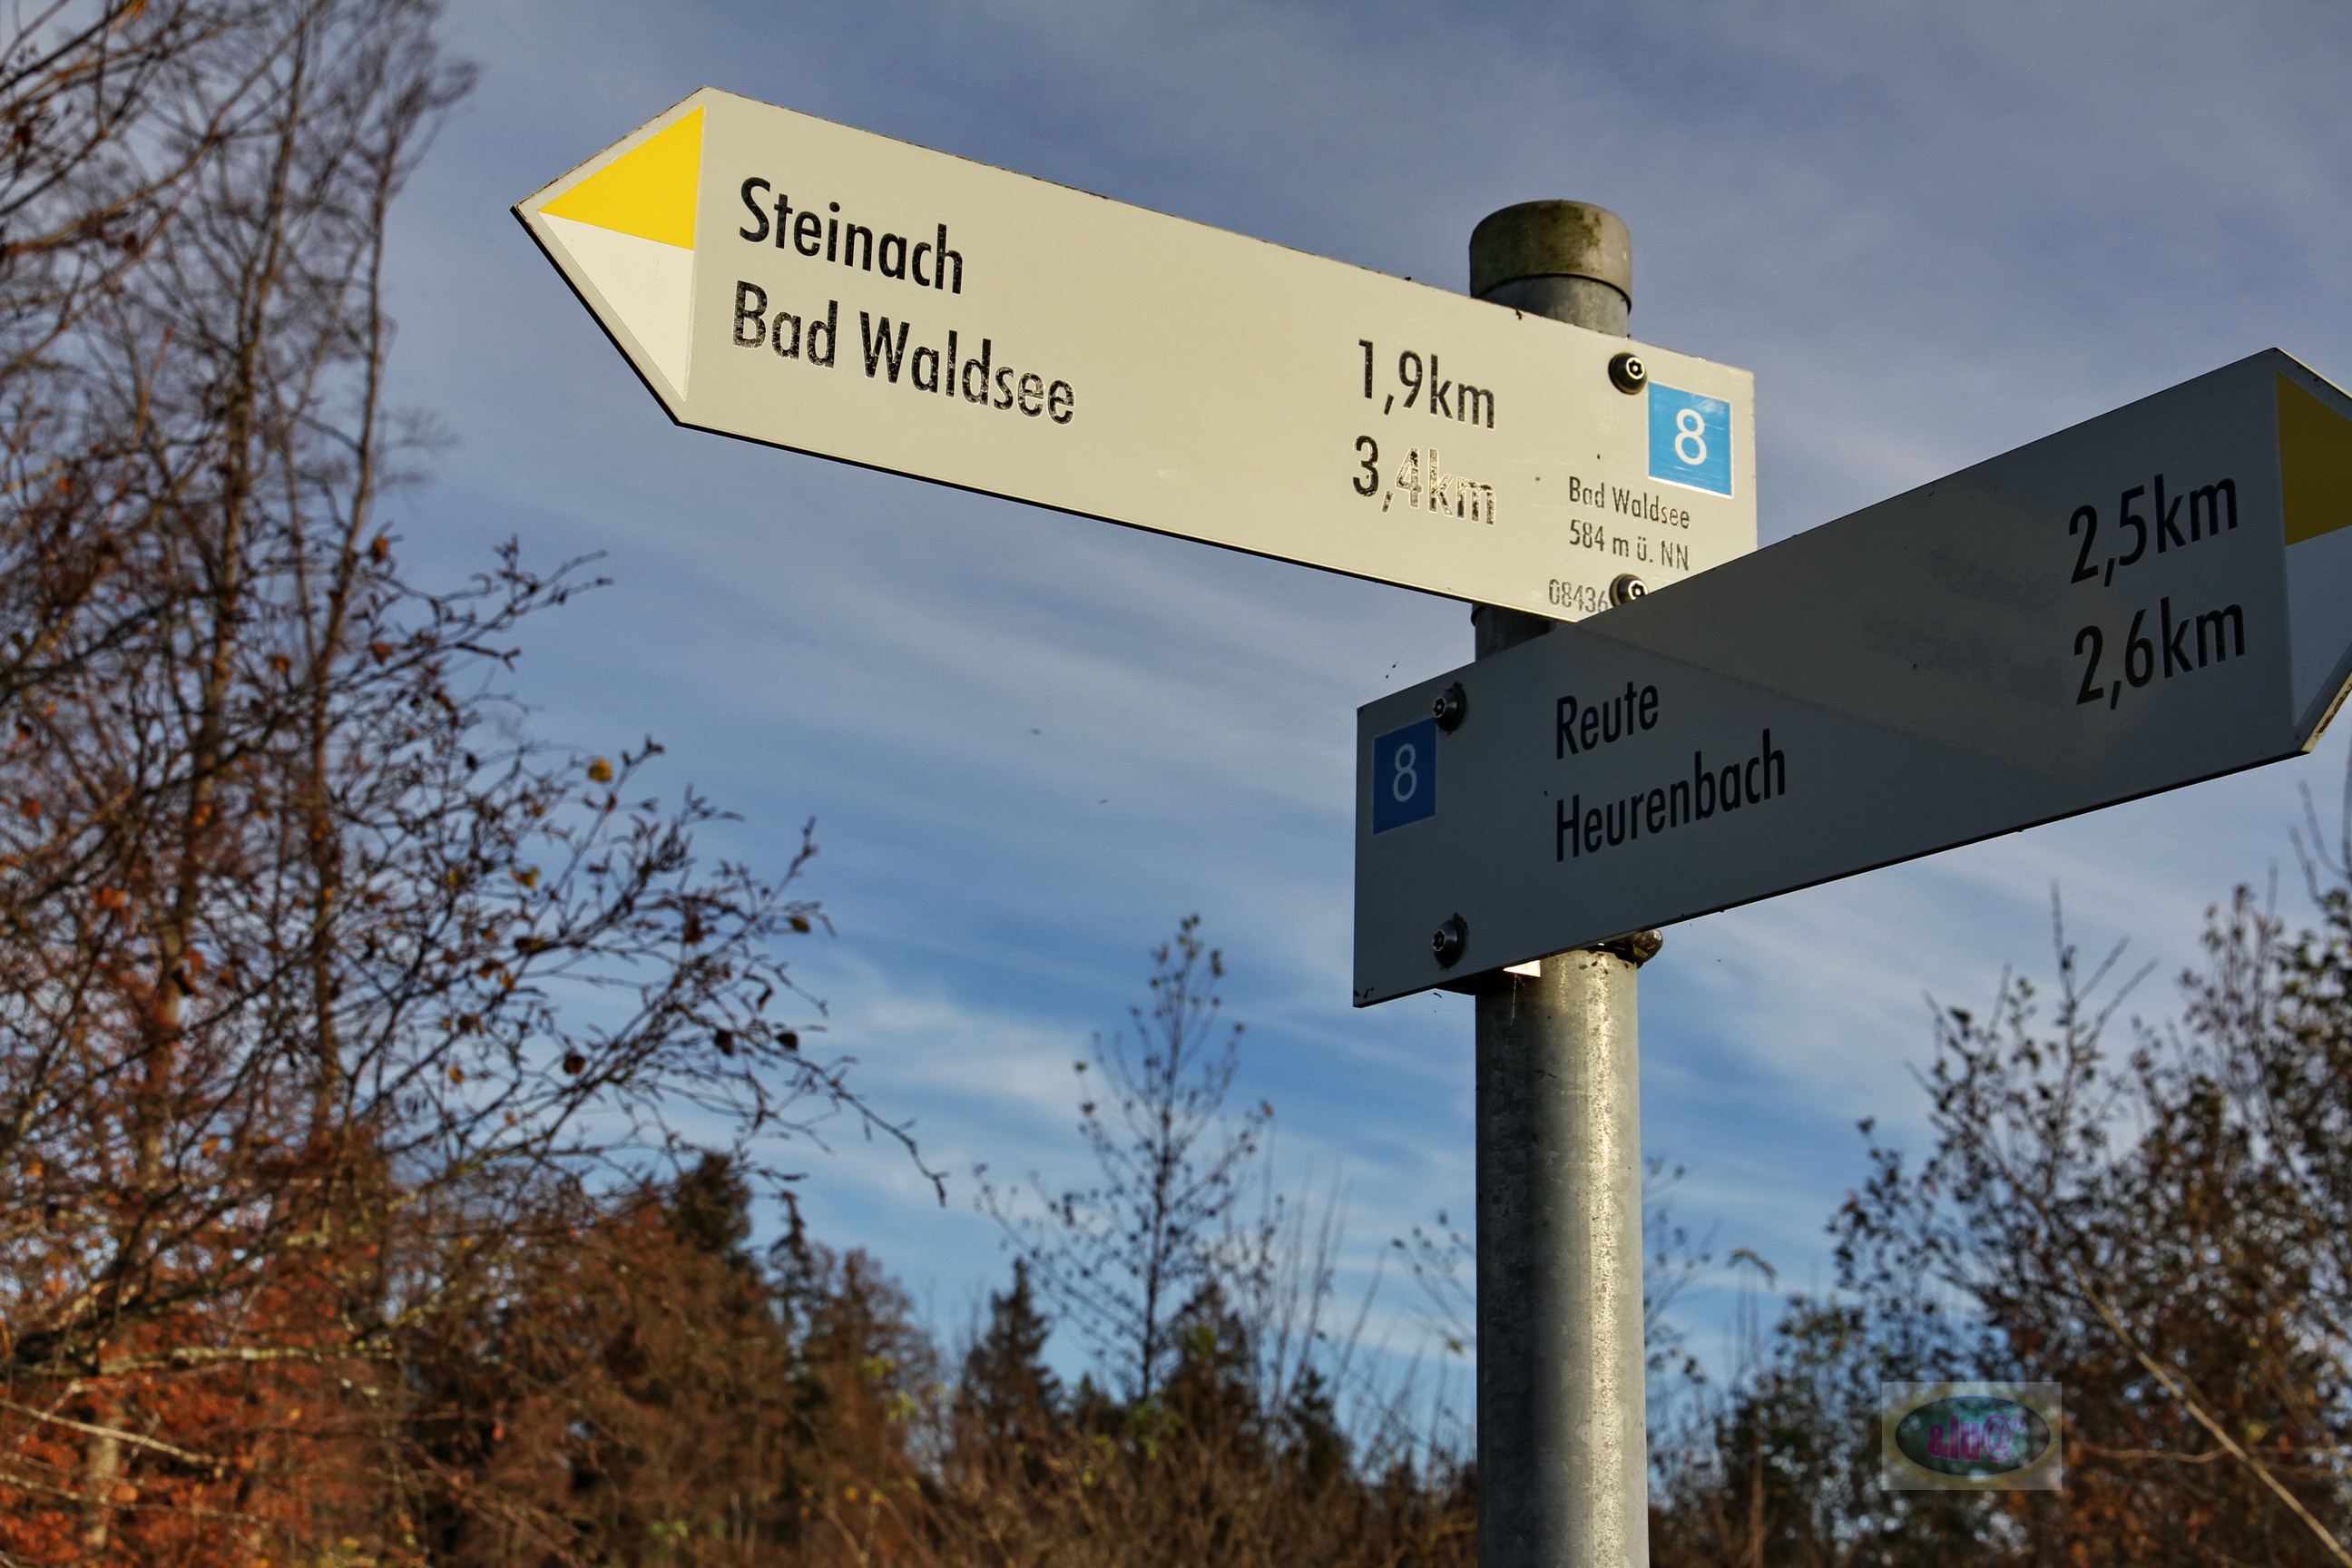 Steinach 1,9km
Bad Waldsee 3,4km
8
Bad Waldsee
584 m ü. NN
08436
2,5km
2,6km
8
Reute
Heurenbach